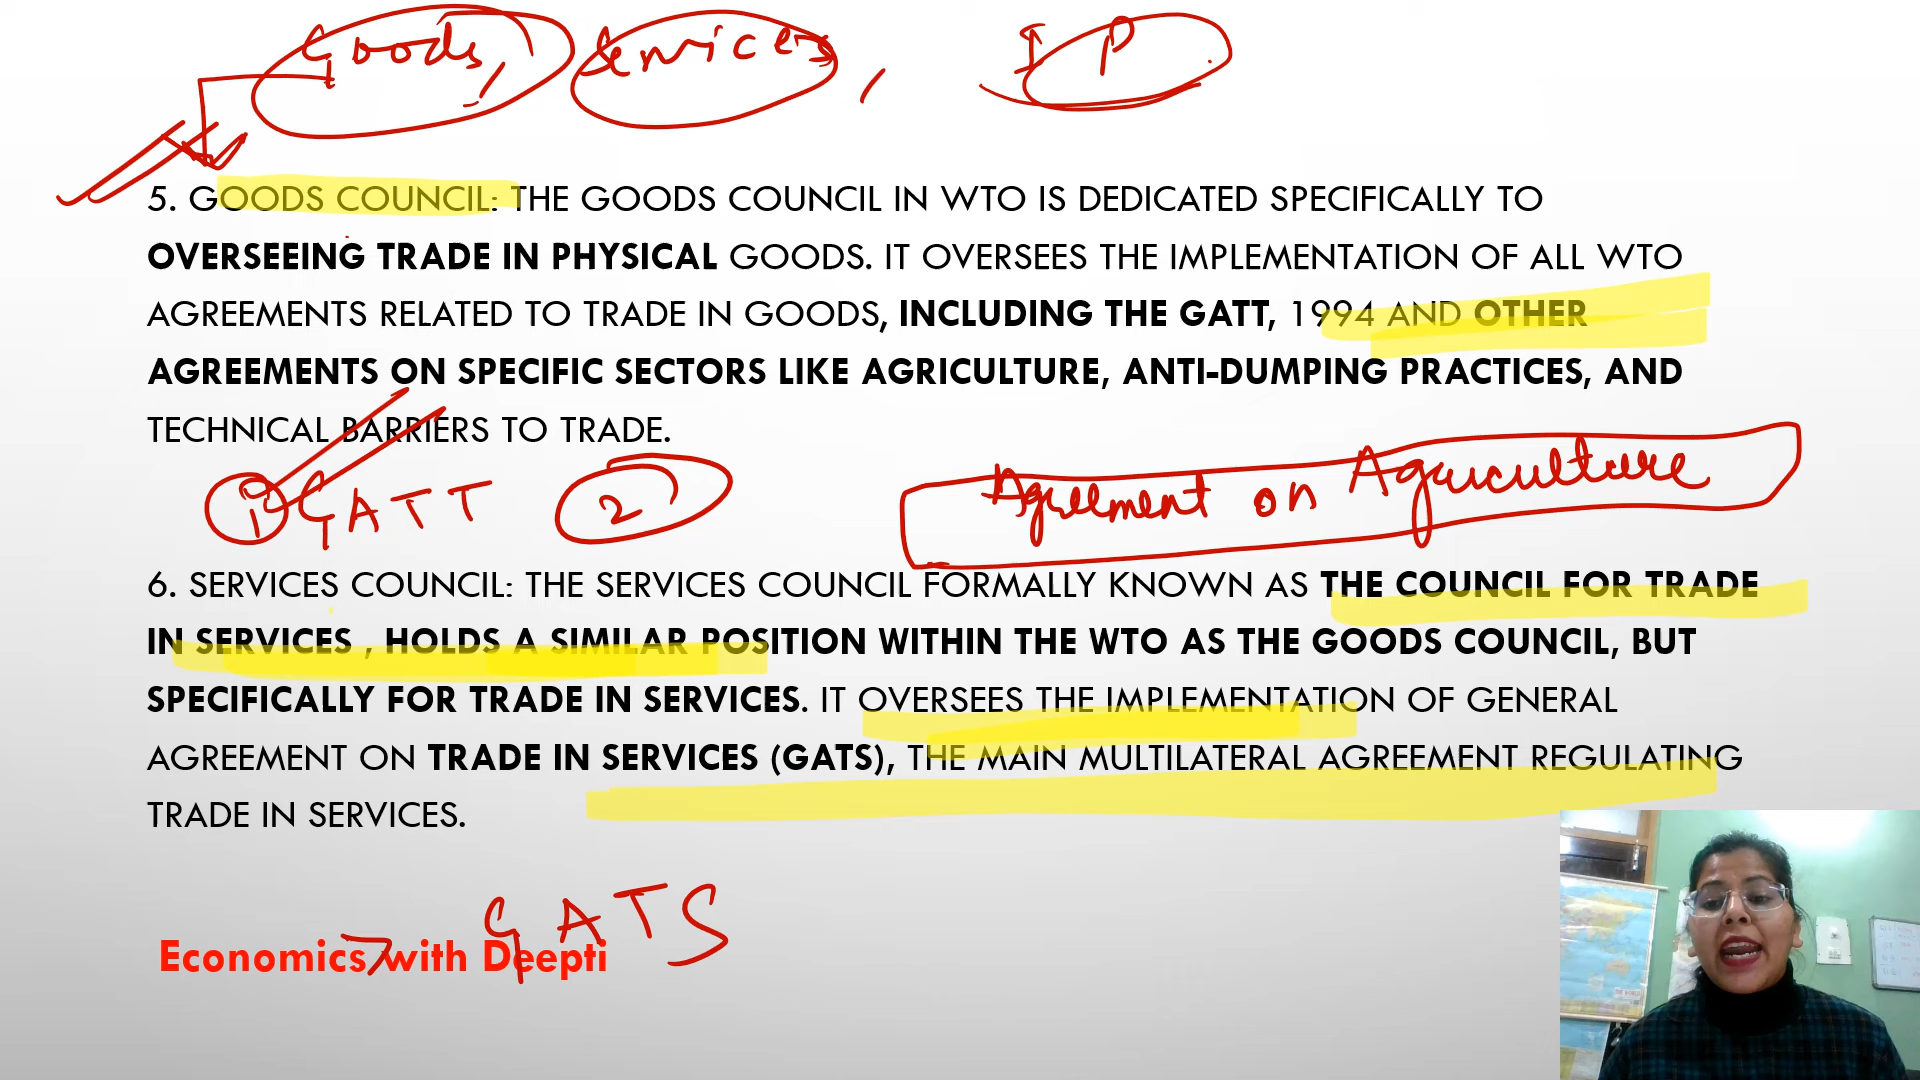 Goods, Services, IP
5. GOODS COUNCIL: THE GOODS COUNCIL IN WTO IS DEDICATED SPECIFICALLY TO
OVERSEEING TRADE IN PHYSICAL GOODS. IT OVERSEES THE IMPLEMENTATION OF ALL WTO
AGREEMENTS RELATED TO TRADE IN GOODS, INCLUDING THE GATT, 1994 AND OTHER
AGREEMENTS ON SPECIFIC SECTORS LIKE AGRICULTURE, ANTI-DUMPING PRACTICES, AND
TECHNICAL BARRIERS TO TRADE.
1 GATT 2) Agreement on Agriculture
6. SERVICES COUNCIL: THE SERVICES COUNCIL FORMALLY KNOWN AS THE COUNCIL FOR TRADE
IN SERVICES , HOLDS A SIMILAR POSITION WITHIN THE WTO AS THE GOODS COUNCIL, BUT
SPECIFICALLY FOR TRADE IN SERVICES. IT OVERSEES THE IMPLEMENTATION OF GENERAL
AGREEMENT ON TRADE IN SERVICES (GATS), THE MAIN MULTILATERAL AGREEMENT REGULATING
TRADE IN SERVICES.
GATS
Economics with Deepti